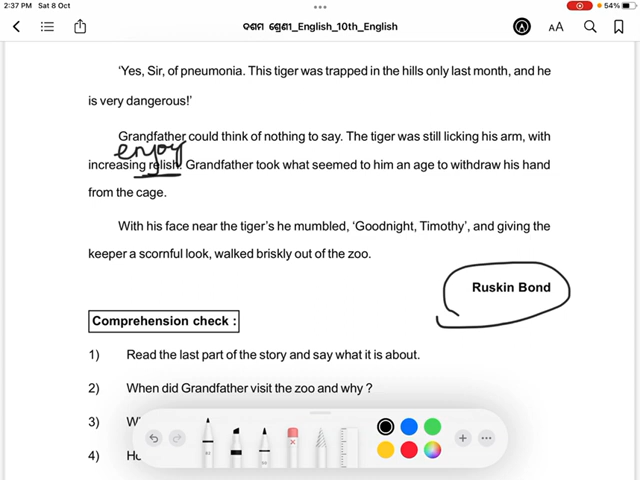 2:37 PM Sat 8 Oct
54%
ଦଶମ ଶ୍ରେଣୀ_English_10th_English
AA
‘Yes, Sir, of pneumonia. This tiger was trapped in the hills only last month, and he
is very dangerous!’
Grandfather could think of nothing to say. The tiger was still licking his arm, with
enjoy
increasing relish. Grandfather took what seemed to him an age to withdraw his hand
from the cage.
With his face near the tiger's he mumbled, ‘Goodnight, Timothy’, and giving the
keeper a scornful look, walked briskly out of the zoo.
Ruskin Bond
Comprehension check :
1) Read the last part of the story and say what it is about.
2) When did Grandfather visit the zoo and why ?
3)
4)